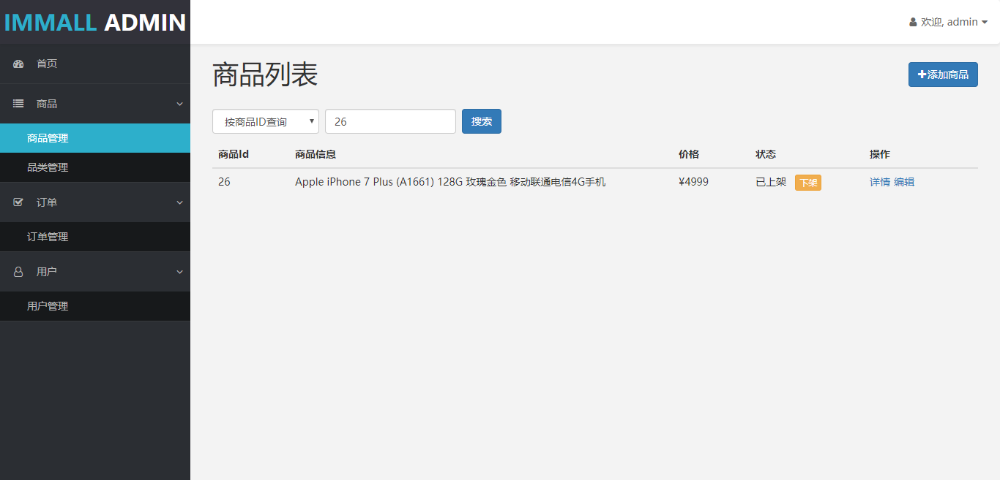 IMMALL ADMIN
欢迎, admin
首页
商品
商品管理
品类管理
订单
订单管理
用户
用户管理
商品列表
添加商品
按商品ID查询 26 搜索
商品Id 商品信息 价格 状态 操作
26 Apple iPhone 7 Plus (A1661) 128G 玫瑰金色 移动联通电信4G手机 ¥4999 已上架 下架 详情 编辑